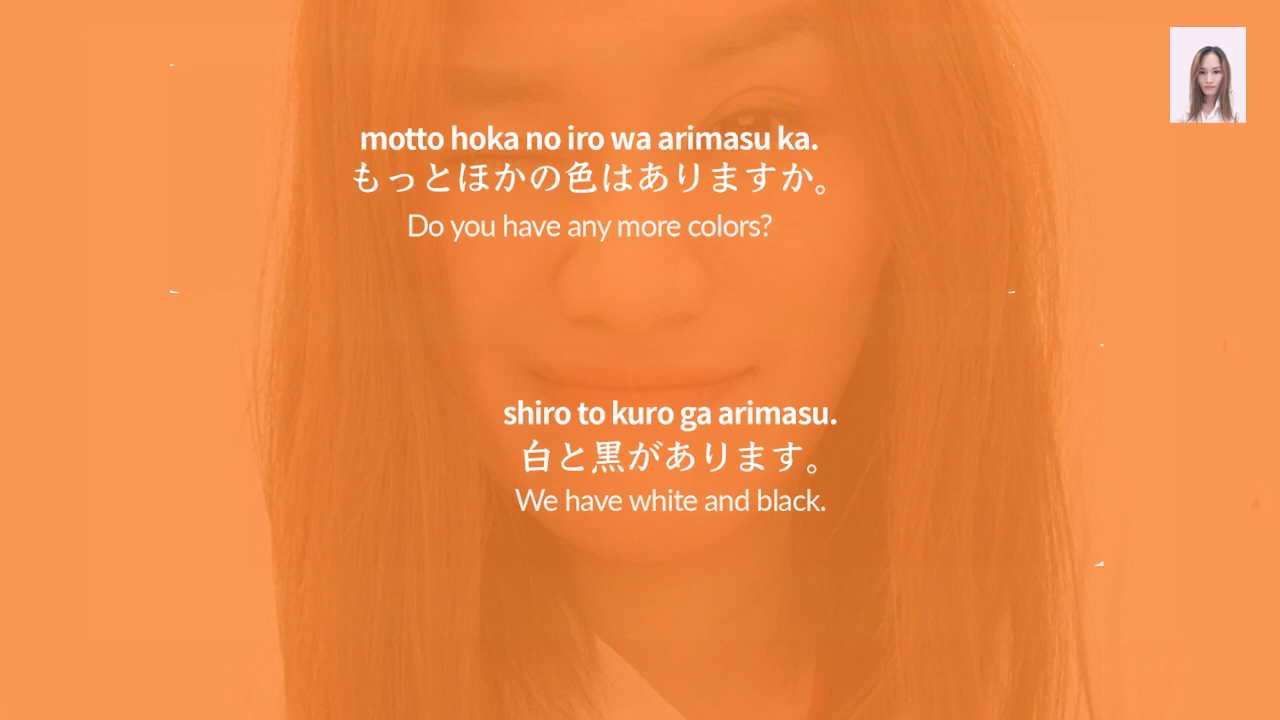 motto hoka no iro wa arimasu ka.
もっとほかの色はありますか。
Do you have any more colors?
shiro to kuro ga arimasu.
白と黒があります。
We have white and black.